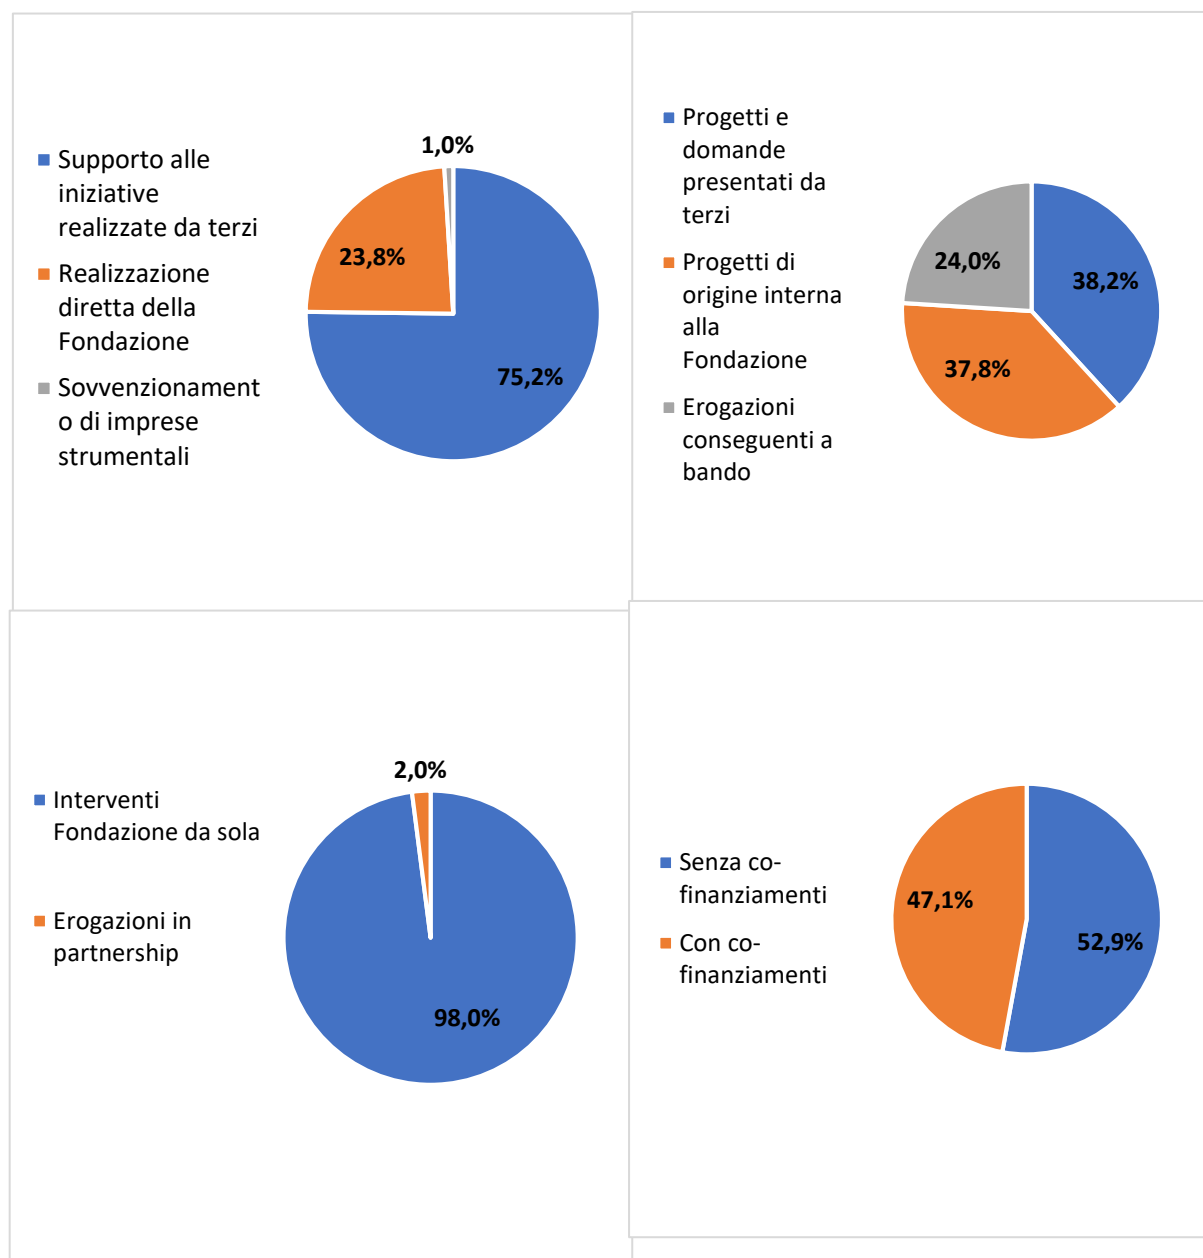 Supporto alle
iniziative
realizzate da terzi
Realizzazione
diretta della
Fondazione
Sovvenzionament
o di imprese
strumentali
1,0%
23,8%
75,2%
Progetti e
domande
presentati da
terzi
Progetti di
origine interna
alla
Fondazione
Erogazioni
conseguenti a
bando
24,0%
38,2%
37,8%
Interventi
Fondazione da sola
Erogazioni in
partnership
2,0%
98,0%
Senza co-
finanziamenti
Con co-
finanziamenti
47,1%
52,9%